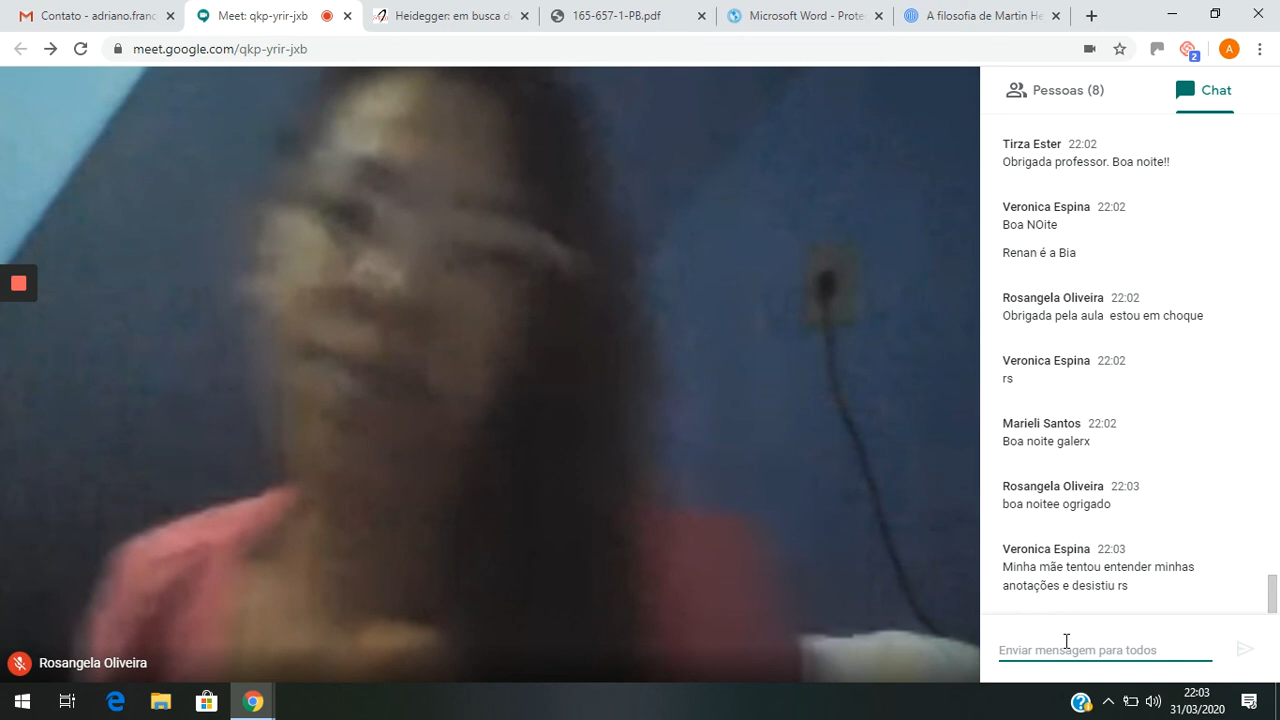 Contato - adriano.franc
Meet: qkp-yrir-jxb
Heidegger: em busca d
165-657-1-PB.pdf
Microsoft Word - Prote
A filosofia de Martin He
meet.google.com/qkp-yrir-jxb
2
A
Pessoas (8)
Chat
Tirza Ester 22:02
Obrigada professor. Boa noite!!
Veronica Espina 22:02
Boa NOite
Renan é a Bia
Rosangela Oliveira 22:02
Obrigada pela aula estou em choque
Veronica Espina 22:02
rs
Marieli Santos 22:02
Boa noite galerx
Rosangela Oliveira 22:03
boa noitee ogrigado
Veronica Espina 22:03
Minha mãe tentou entender minhas
anotações e desistiu rs
Enviar mensagem para todos
Rosangela Oliveira
22:03
31/03/2020